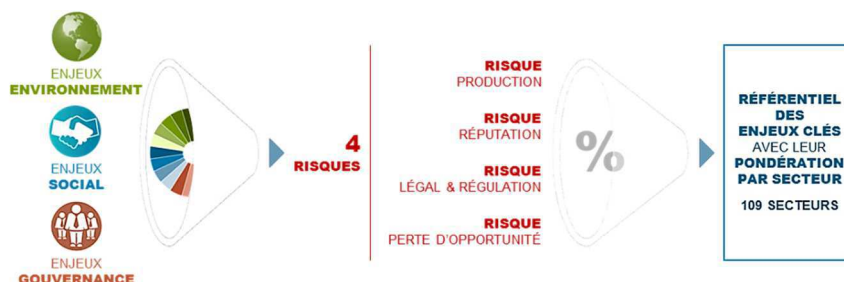 ENJEUX
ENVIRONNEMENT
ENJEUX
SOCIAL
ENJEUX
GOUVERNANCE
4
RISQUES
RISQUE
PRODUCTION
RISQUE
RÉPUTATION
RISQUE
LÉGAL & RÉGULATION
RISQUE
PERTE D'OPPORTUNITÉ
%
RÉFÉRENTIEL
DES
ENJEUX CLÉS
AVEC LEUR
PONDÉRATION
PAR SECTEUR
109 SECTEURS